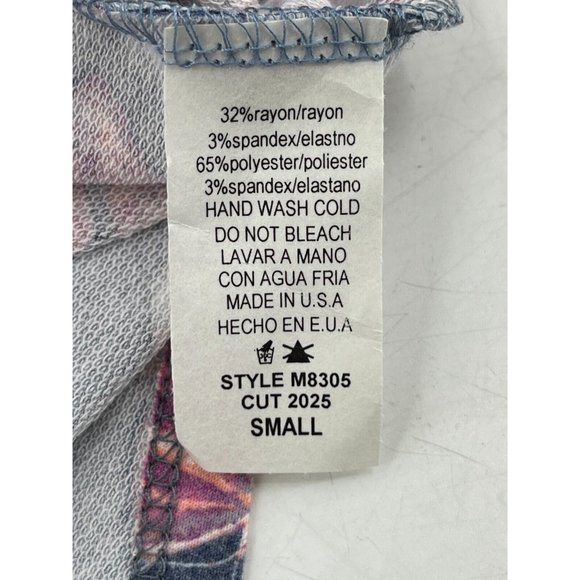 32%rayon/rayon
3%spandex/elastno
65%polyester/poliester
3%spandex/elastano
HAND WASH COLD
DO NOT BLEACH
LAVAR A MANO
CON AGUA FRIA
MADE IN U.S.A
HECHO EN E.U.A
STYLE M8305
CUT 2025
SMALL